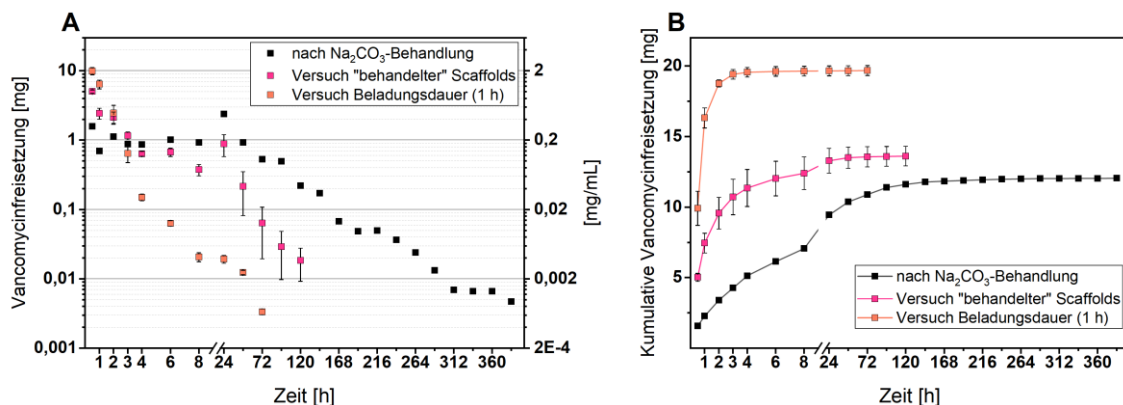 A
nach Na₂CO₃-Behandlung
Versuch "behandelter" Scaffolds
Versuch Beladungsdauer (1 h)
Vancomycinfreisetzung [mg]
10
1
0,1
0,01
0,001
2
0,2
0,02
0,002
2E-4
[mg/mL]
1 2 3 4 6 8 24 72 120 168 216 264 312 360
Zeit [h]
B
Kumulative Vancomycinfreisetzung [mg]
20
15
10
5
nach Na₂CO₃-Behandlung
Versuch "behandelter" Scaffolds
Versuch Beladungsdauer (1 h)
1 2 3 4 6 8 24 72 120 168 216 264 312 360
Zeit [h]